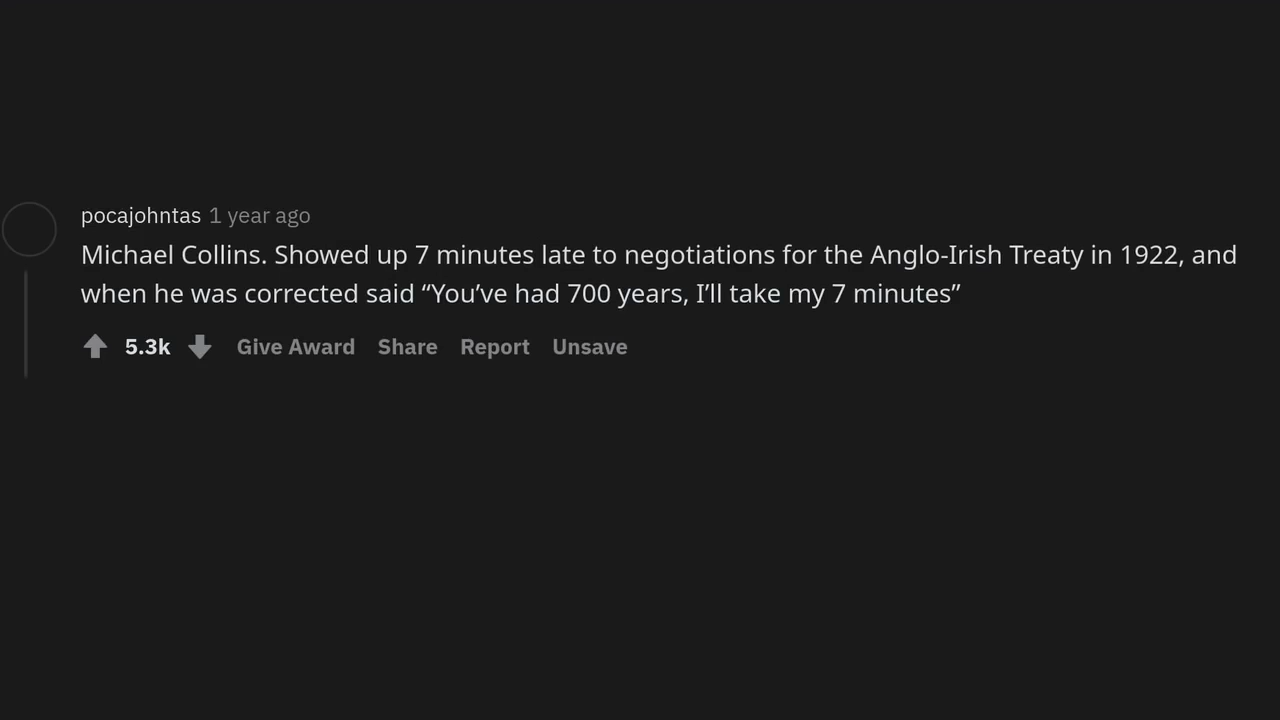 pocajohntas 1 year ago
Michael Collins. Showed up 7 minutes late to negotiations for the Anglo-Irish Treaty in 1922, and
when he was corrected said “You’ve had 700 years, I’ll take my 7 minutes”
5.3k Give Award Share Report Unsave